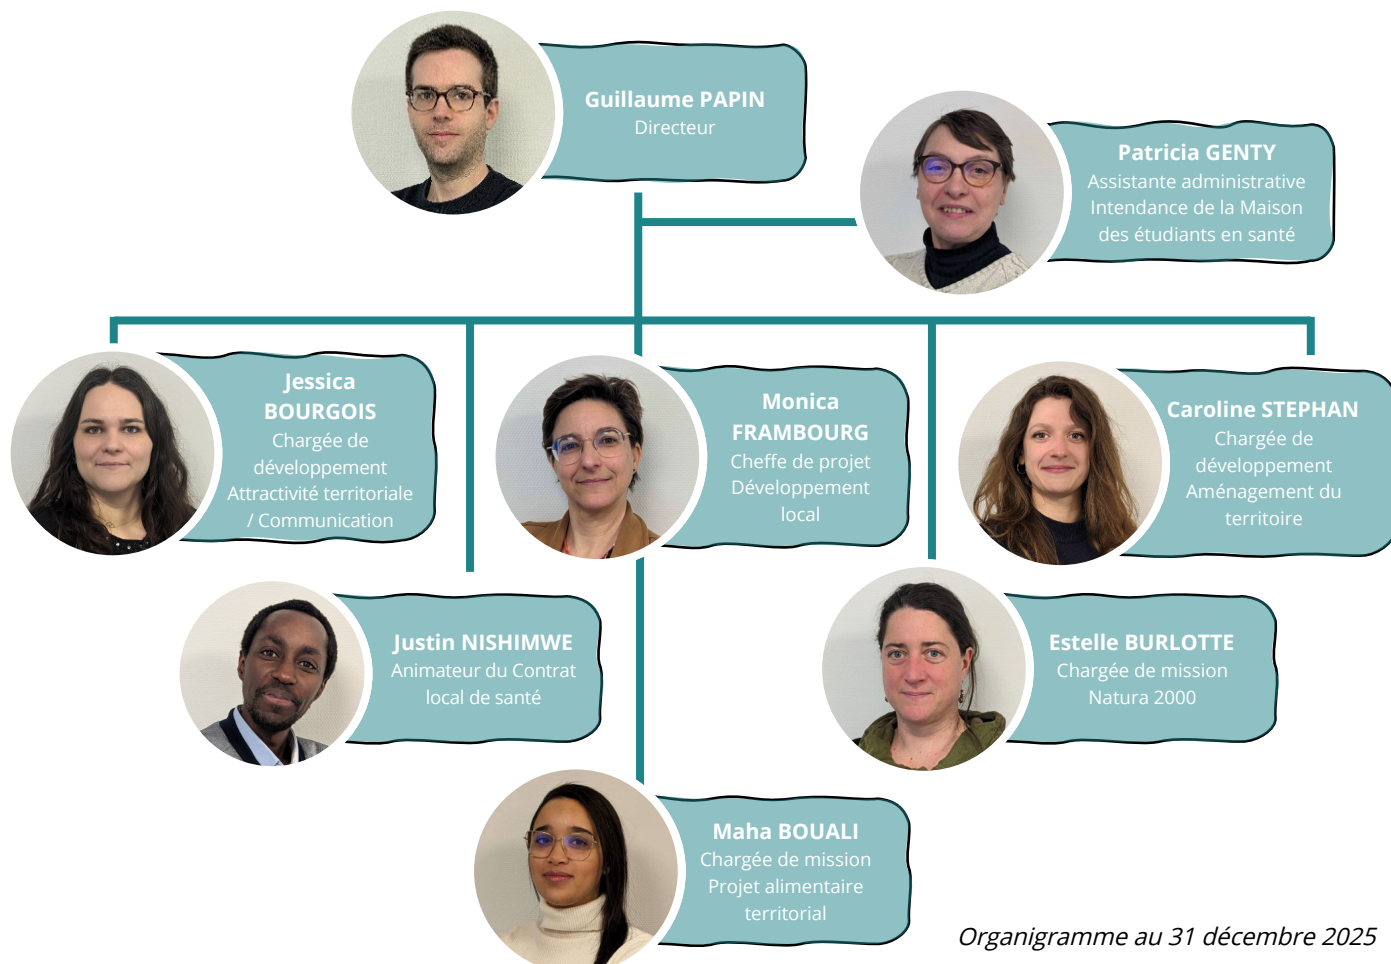 Guillaume PAPIN
Directeur
Patricia GENTY
Assistante administrative
Intendance de la Maison
des étudiants en santé
Jessica
BOURGOIS
Chargée de
développement
Attractivité territoriale
/ Communication
Monica
FRAMBOURG
Cheffe de projet
Développement
local
Caroline STEPHAN
Chargée de
développement
Aménagement du
territoire
Justin NISHIMWE
Animateur du Contrat
local de santé
Estelle BURLOTTE
Chargée de mission
Natura 2000
Maha BOUALI
Chargée de mission
Projet alimentaire
territorial
Organigramme au 31 décembre 2025